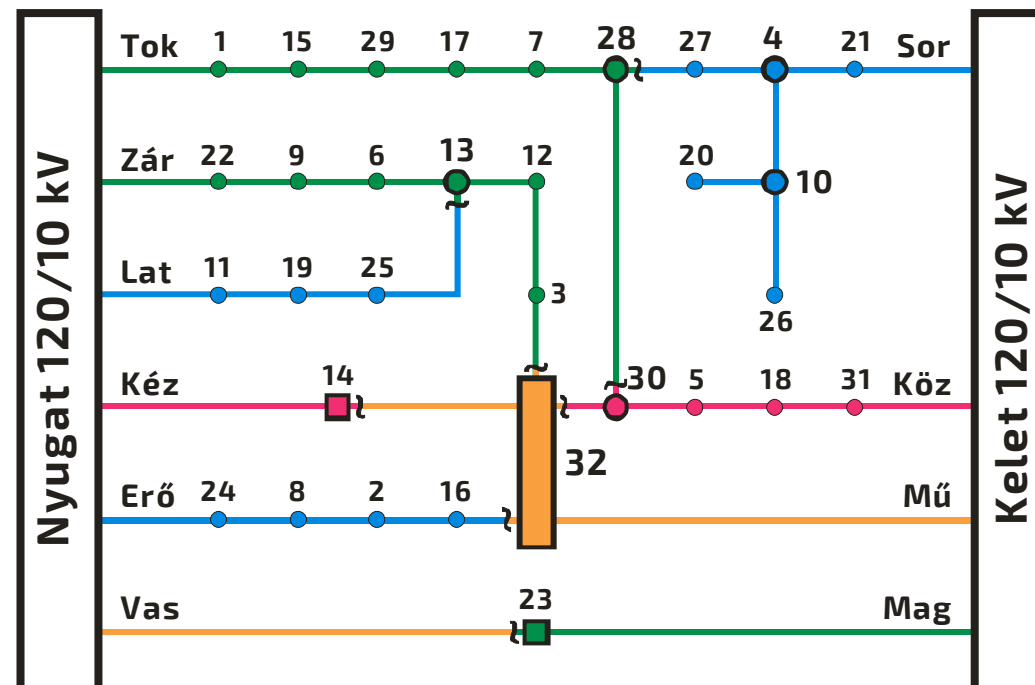 Nyugat 120/10 kV
Kelet 120/10 kV
Tok 1 15 29 17 7 28 27 4 21 Sor
Zár 22 9 6 13 12 20 10
Lat 11 19 25 3 26
Kéz 14 30 5 18 31 Köz
32
Erő 24 8 2 16 Mű
Vas 23 Mag